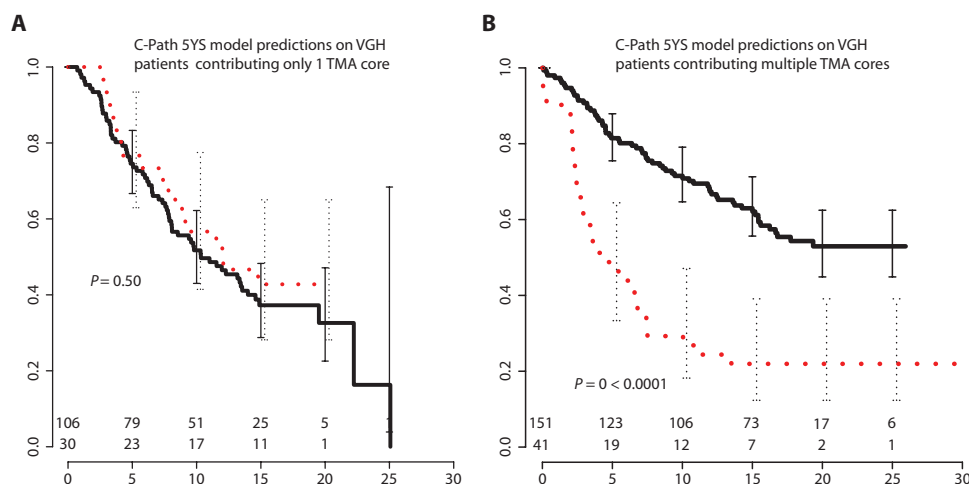 A
C-Path 5YS model predictions on VGH
patients contributing only 1 TMA core
1.0
0.8
0.6
0.4
0.2
0.0
P = 0.50
106 79 51 25 5
30 23 17 11 1
0 5 10 15 20 25 30
B
C-Path 5YS model predictions on VGH
patients contributing multiple TMA cores
1.0
0.8
0.6
0.4
0.2
0.0
P = 0 < 0.0001
151 123 106 73 17 6
41 19 12 7 2 1
0 5 10 15 20 25 30